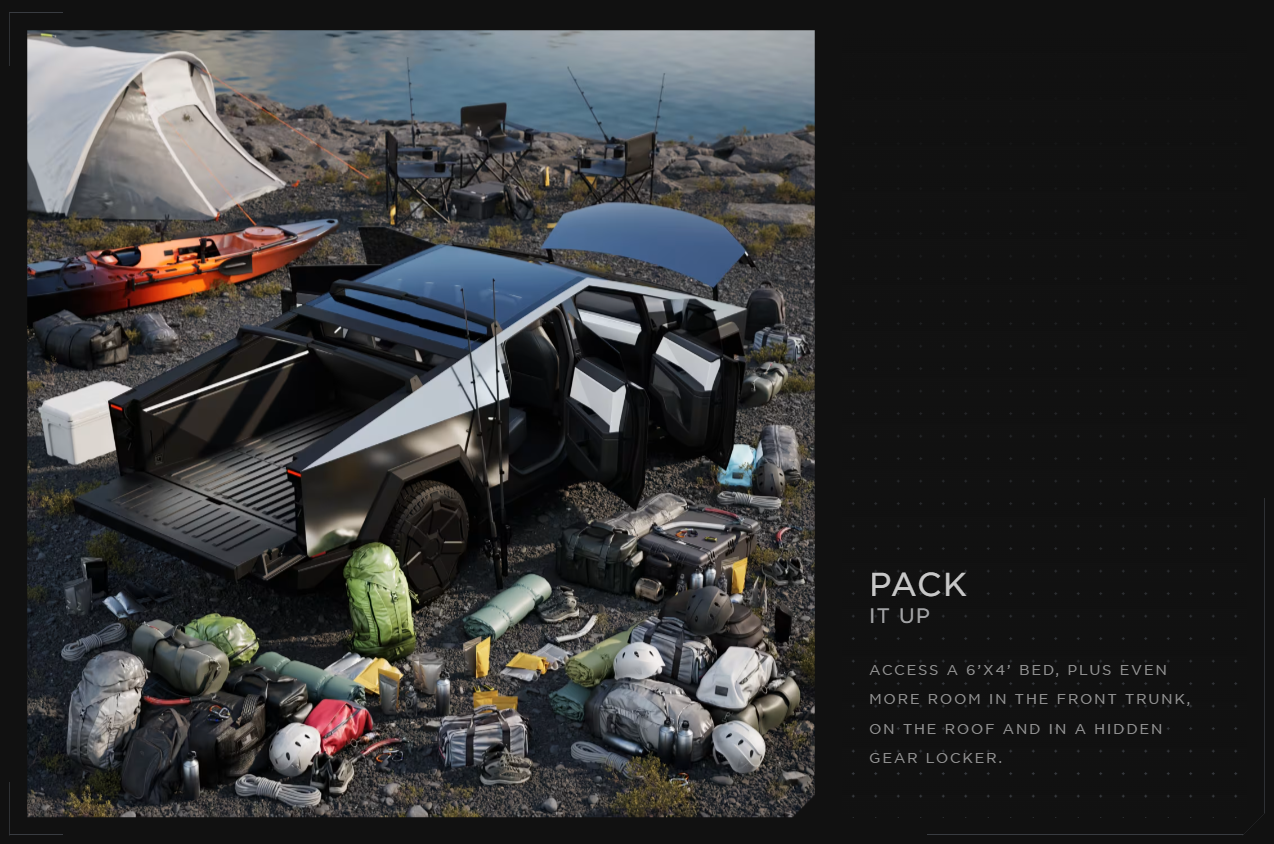 PACK
IT UP
ACCESS A 6'X4' BED, PLUS EVEN
MORE ROOM IN THE FRONT TRUNK,
ON THE ROOF AND IN A HIDDEN
GEAR LOCKER.